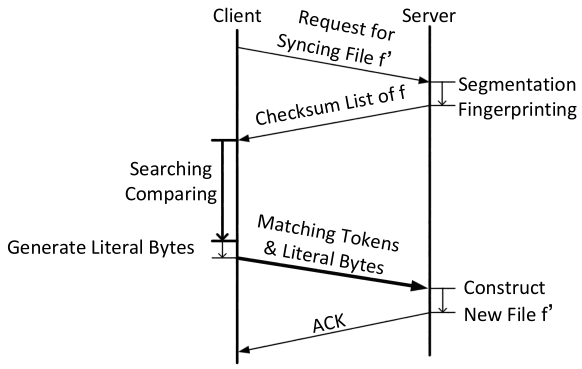 Client
Server
Request for
Syncing File f’
Segmentation
Fingerprinting
Checksum List of f
Searching
Comparing
Generate Literal Bytes
Matching Tokens
& Literal Bytes
Construct
New File f’
ACK